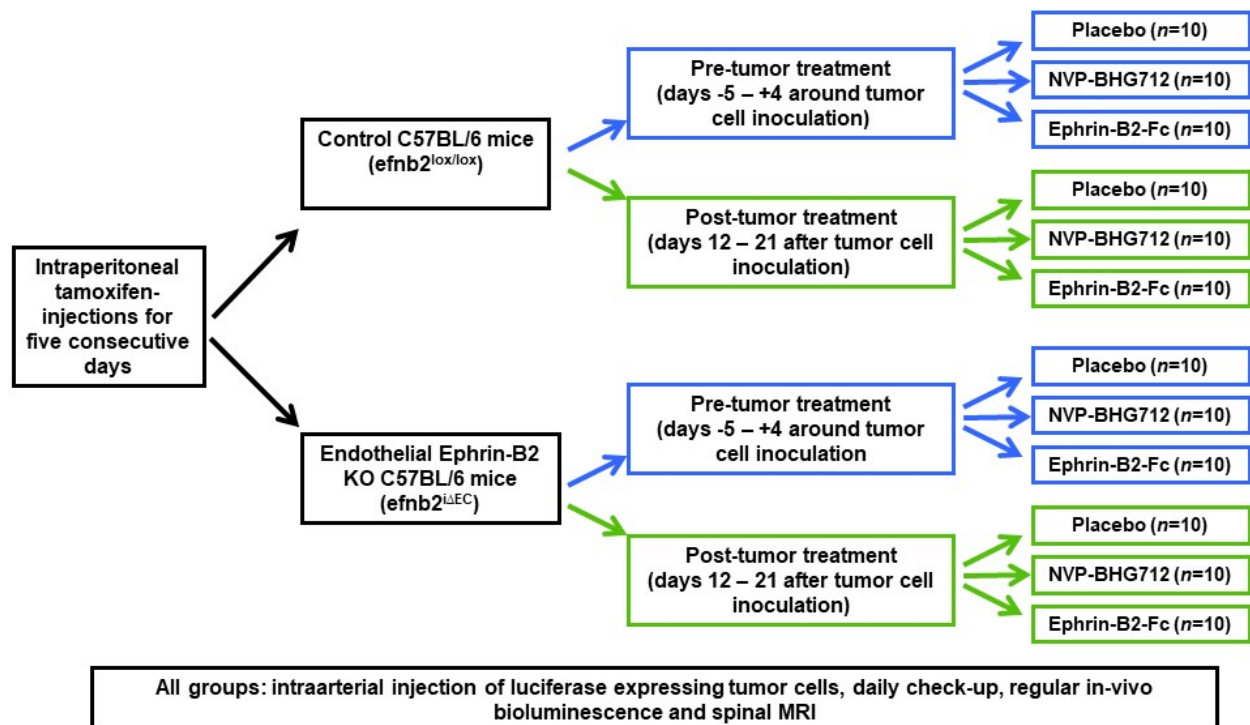 Intraperitoneal
tamoxifen-
injections for
five consecutive
days
Control C57BL/6 mice
(efnb2lox/lox)
Pre-tumor treatment
(days -5 – +4 around tumor
cell inoculation)
Placebo (n=10)
NVP-BHG712 (n=10)
Ephrin-B2-Fc (n=10)
Post-tumor treatment
(days 12 – 21 after tumor cell
inoculation)
Placebo (n=10)
NVP-BHG712 (n=10)
Ephrin-B2-Fc (n=10)
Endothelial Ephrin-B2
KO C57BL/6 mice
(efnb2iΔEC)
Pre-tumor treatment
(days -5 – +4 around tumor
cell inoculation
Placebo (n=10)
NVP-BHG712 (n=10)
Ephrin-B2-Fc (n=10)
Post-tumor treatment
(days 12 – 21 after tumor cell
inoculation)
Placebo (n=10)
NVP-BHG712 (n=10)
Ephrin-B2-Fc (n=10)
All groups: intraarterial injection of luciferase expressing tumor cells, daily check-up, regular in-vivo
bioluminescence and spinal MRI